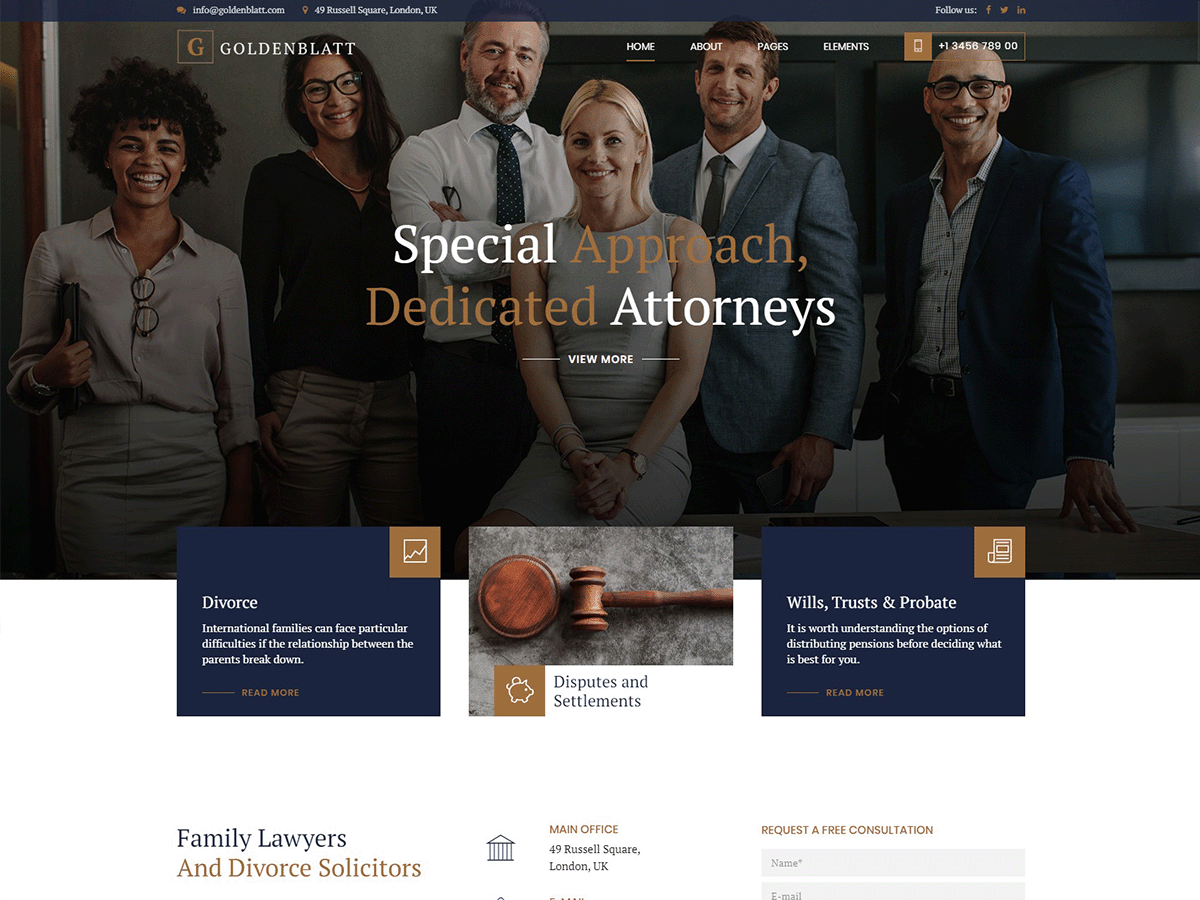 info@goldenblatt.com
49 Russell Square, London, UK
Follow us:
G GOLDENBLATT
HOME
ABOUT
PAGES
ELEMENTS
+1 3456 789 00
Special Approach,
Dedicated Attorneys
VIEW MORE
Divorce
International families can face particular
difficulties if the relationship between the
parents break down.
READ MORE
Disputes and
Settlements
Wills, Trusts & Probate
It is worth understanding the options of
distributing pensions before deciding what
is best for you.
READ MORE
Family Lawyers
And Divorce Solicitors
MAIN OFFICE
49 Russell Square,
London, UK
REQUEST A FREE CONSULTATION
Name*
E-mail